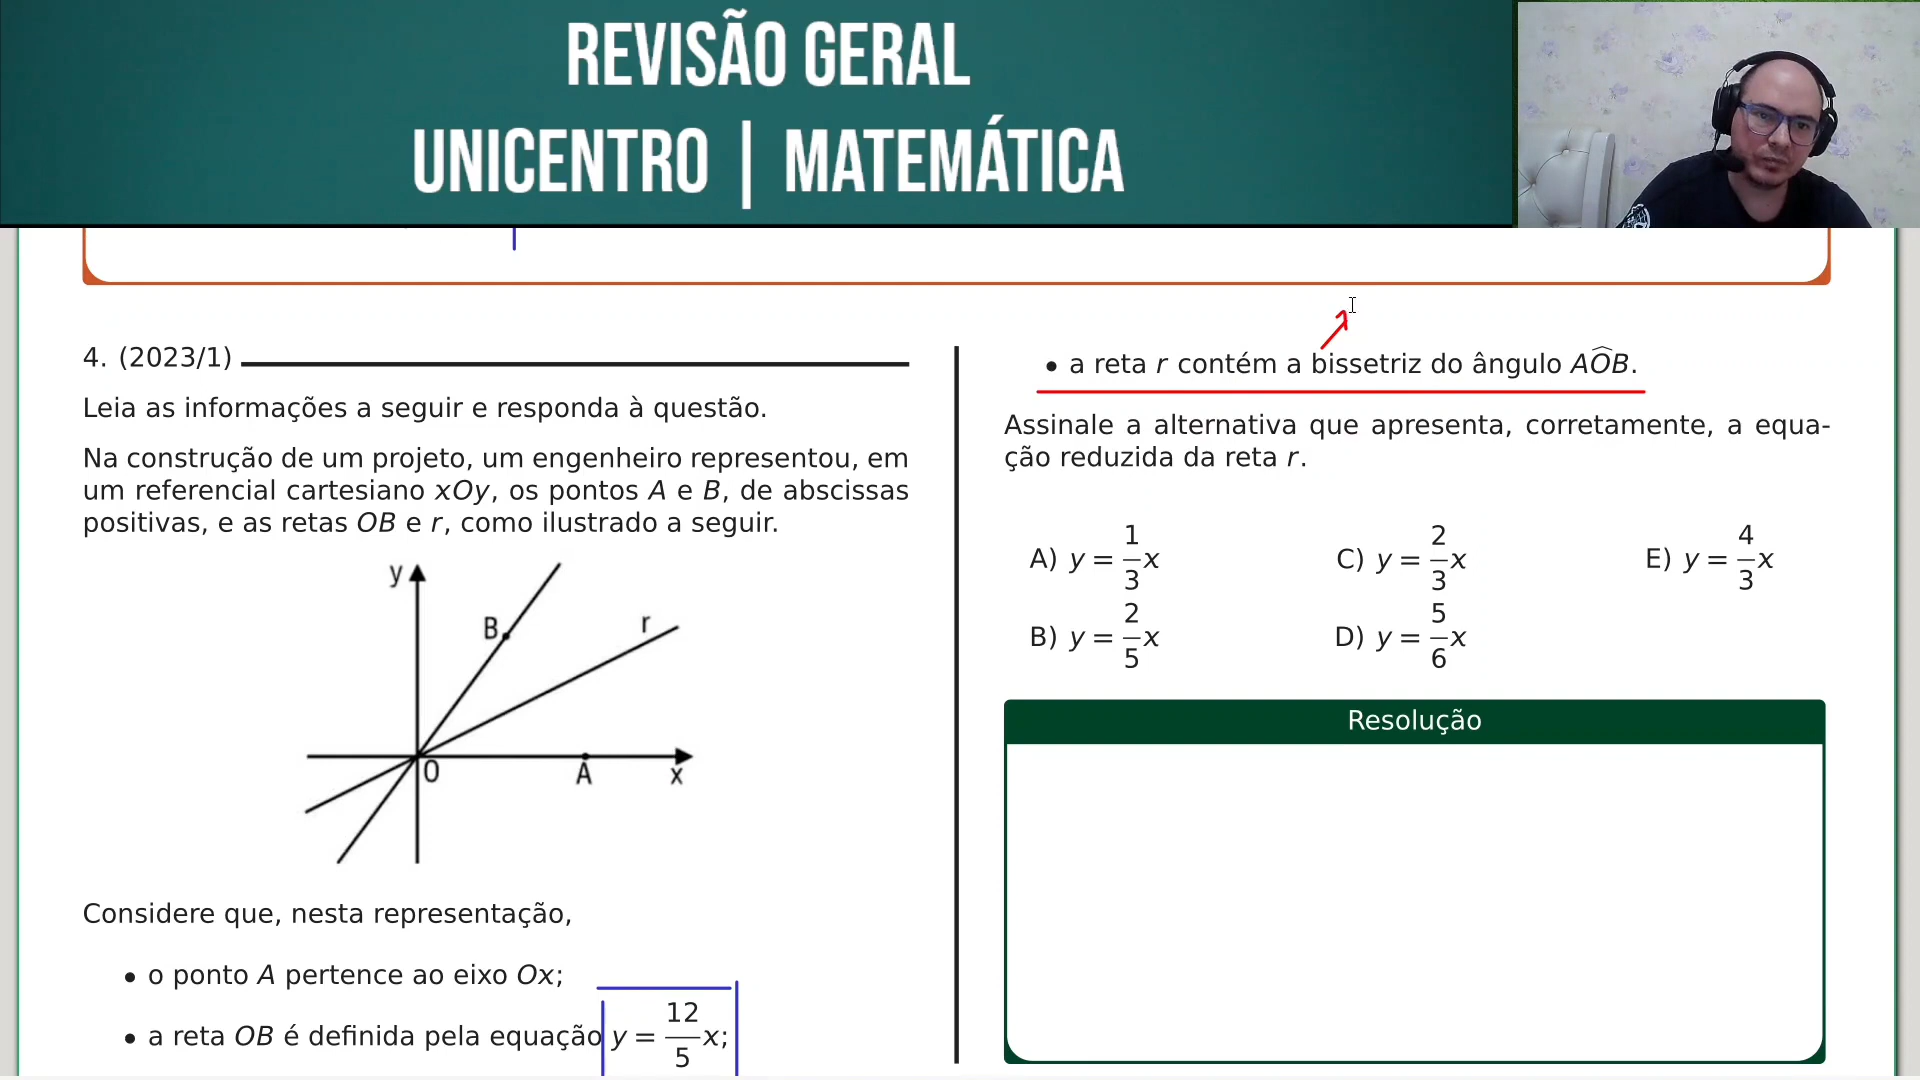 REVISÃO GERAL
UNICENTRO | MATEMÁTICA
4. (2023/1)
Leia as informações a seguir e responda à questão.
Na construção de um projeto, um engenheiro representou, em
um referencial cartesiano xOy, os pontos A e B, de abscissas
positivas, e as retas OB e r, como ilustrado a seguir.
y
B
r
O
A
x
Considere que, nesta representação,
• o ponto A pertence ao eixo Ox;
• a reta OB é definida pela equação y = 12/5 x;
• a reta r contém a bissetriz do ângulo AÔB.
Assinale a alternativa que apresenta, corretamente, a equa-
ção reduzida da reta r.
A) y = 1/3 x
B) y = 2/5 x
C) y = 2/3 x
D) y = 5/6 x
E) y = 4/3 x
Resolução